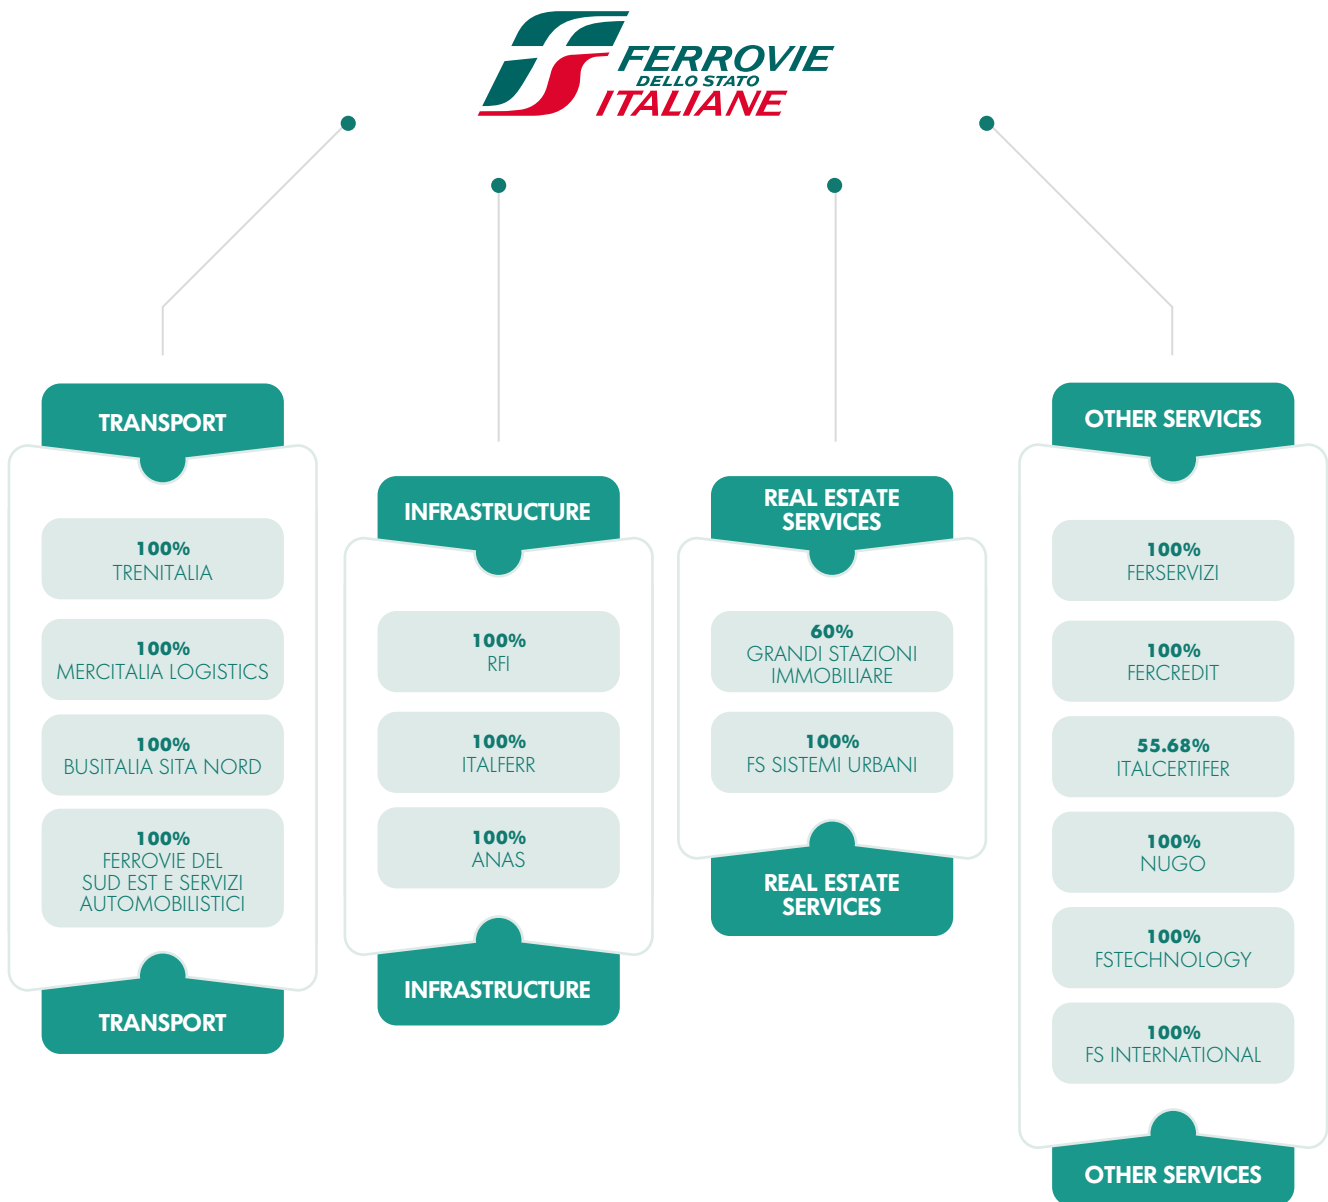 FERROVIE
DELLO STATO
ITALIANE
TRANSPORT
100%
TRENITALIA
100%
MERCITALIA LOGISTICS
100%
BUSITALIA SITA NORD
100%
FERROVIE DEL
SUD EST E SERVIZI
AUTOMOBILISTICI
TRANSPORT
INFRASTRUCTURE
100%
RFI
100%
ITALFERR
100%
ANAS
INFRASTRUCTURE
REAL ESTATE
SERVICES
60%
GRANDI STAZIONI
IMMOBILIARE
100%
FS SISTEMI URBANI
REAL ESTATE
SERVICES
OTHER SERVICES
100%
FERSERVIZI
100%
FERCREDIT
55.68%
ITALCERTIFER
100%
NUGO
100%
FSTECHNOLOGY
100%
FS INTERNATIONAL
OTHER SERVICES